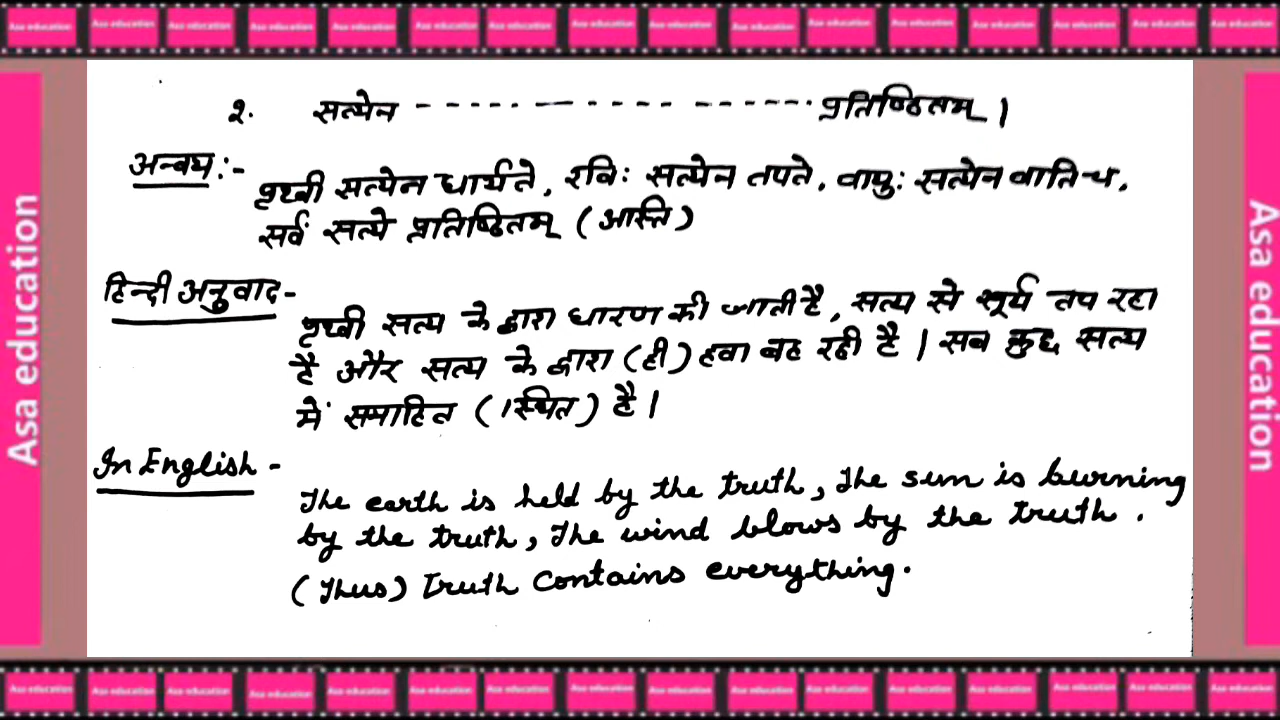 Asa education
२. सत्येन - - - - - - - - - - - - - - - प्रतिष्ठितम् ।
अन्वय :-
पृथ्वी सत्येन धार्यते, रविः सत्येन तपते, वायुः सत्येन वाति च,
सर्वं सत्ये प्रतिष्ठितम् (अस्ति)
हिन्दी अनुवाद -
पृथ्वी सत्य के द्वारा धारण की जाती है, सत्य से सूर्य तप रहा
है और सत्य के द्वारा (ही) हवा बह रही है । सब कुछ सत्य
में समाहित (स्थित) है ।
In English -
The earth is held by the truth, The sun is burning
by the truth, The wind blows by the truth.
(Thus) Truth contains everything.
Asa education